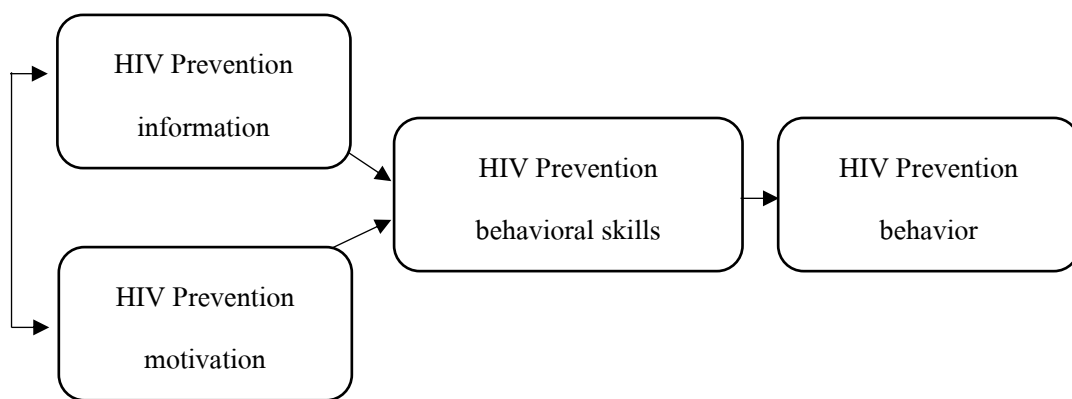 HIV Prevention
information
HIV Prevention
motivation
HIV Prevention
behavioral skills
HIV Prevention
behavior